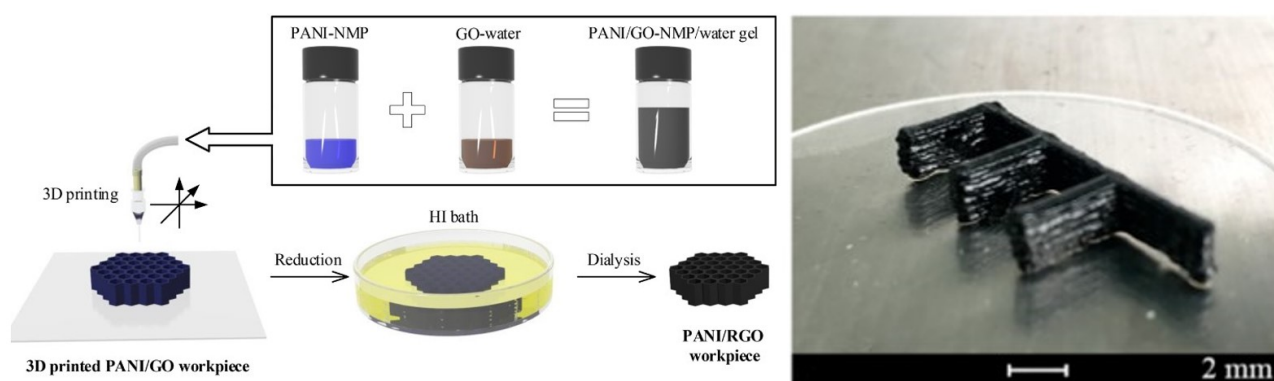 PANI-NMP
GO-water
PANI/GO-NMP/water gel
3D printing
HI bath
Reduction
Dialysis
3D printed PANI/GO workpiece
PANI/RGO
workpiece
2 mm